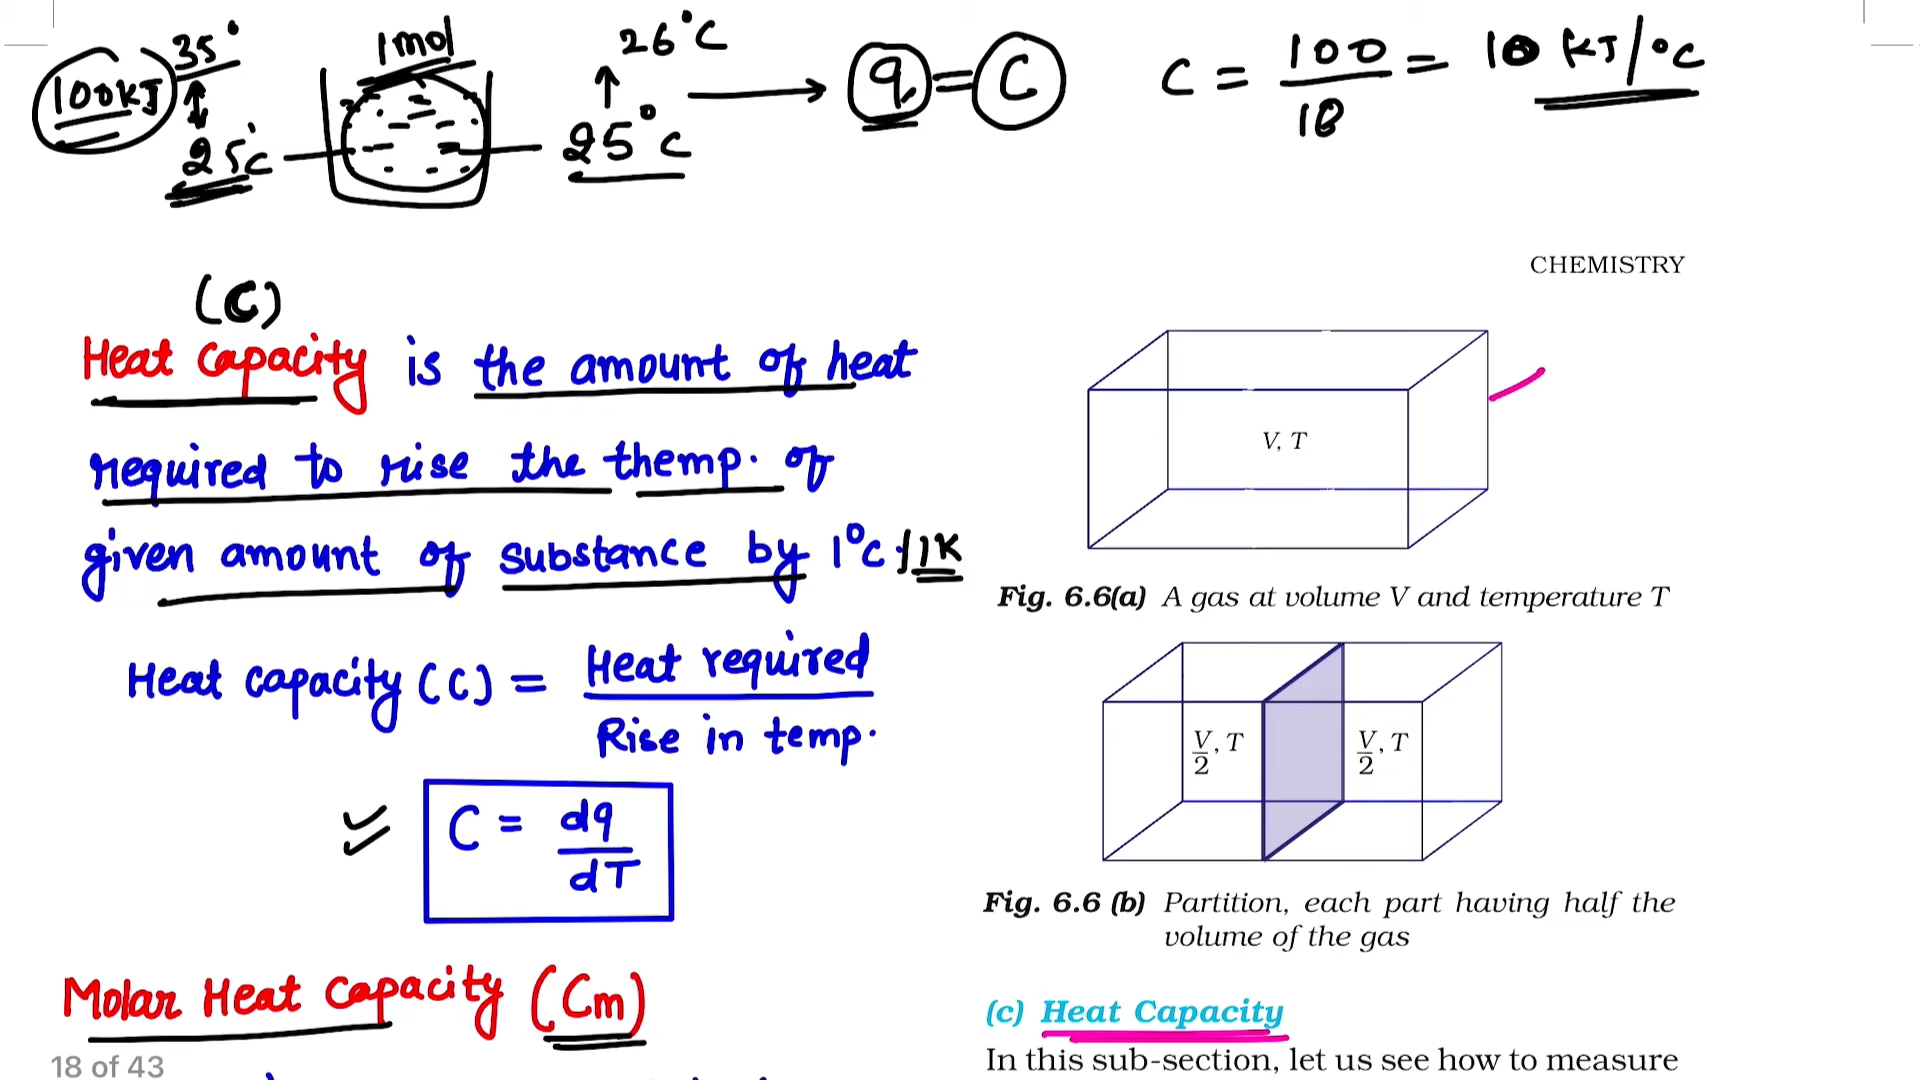 100kJ 35°
25°c
1mol
26°C
25°C
q = C
C = 100/10 = 10 kJ/°C
CHEMISTRY
(C)
Heat Capacity is the amount of heat
required to rise the themp. of
given amount of substance by 1°C / 1K
Heat capacity (C) = Heat required
Rise in temp.
C = dq
dT
Molar Heat Capacity (Cm)
18 of 43
V, T
Fig. 6.6(a) A gas at volume V and temperature T
V/2, T V/2, T
Fig. 6.6 (b) Partition, each part having half the
volume of the gas
(c) Heat Capacity
In this sub-section, let us see how to measure